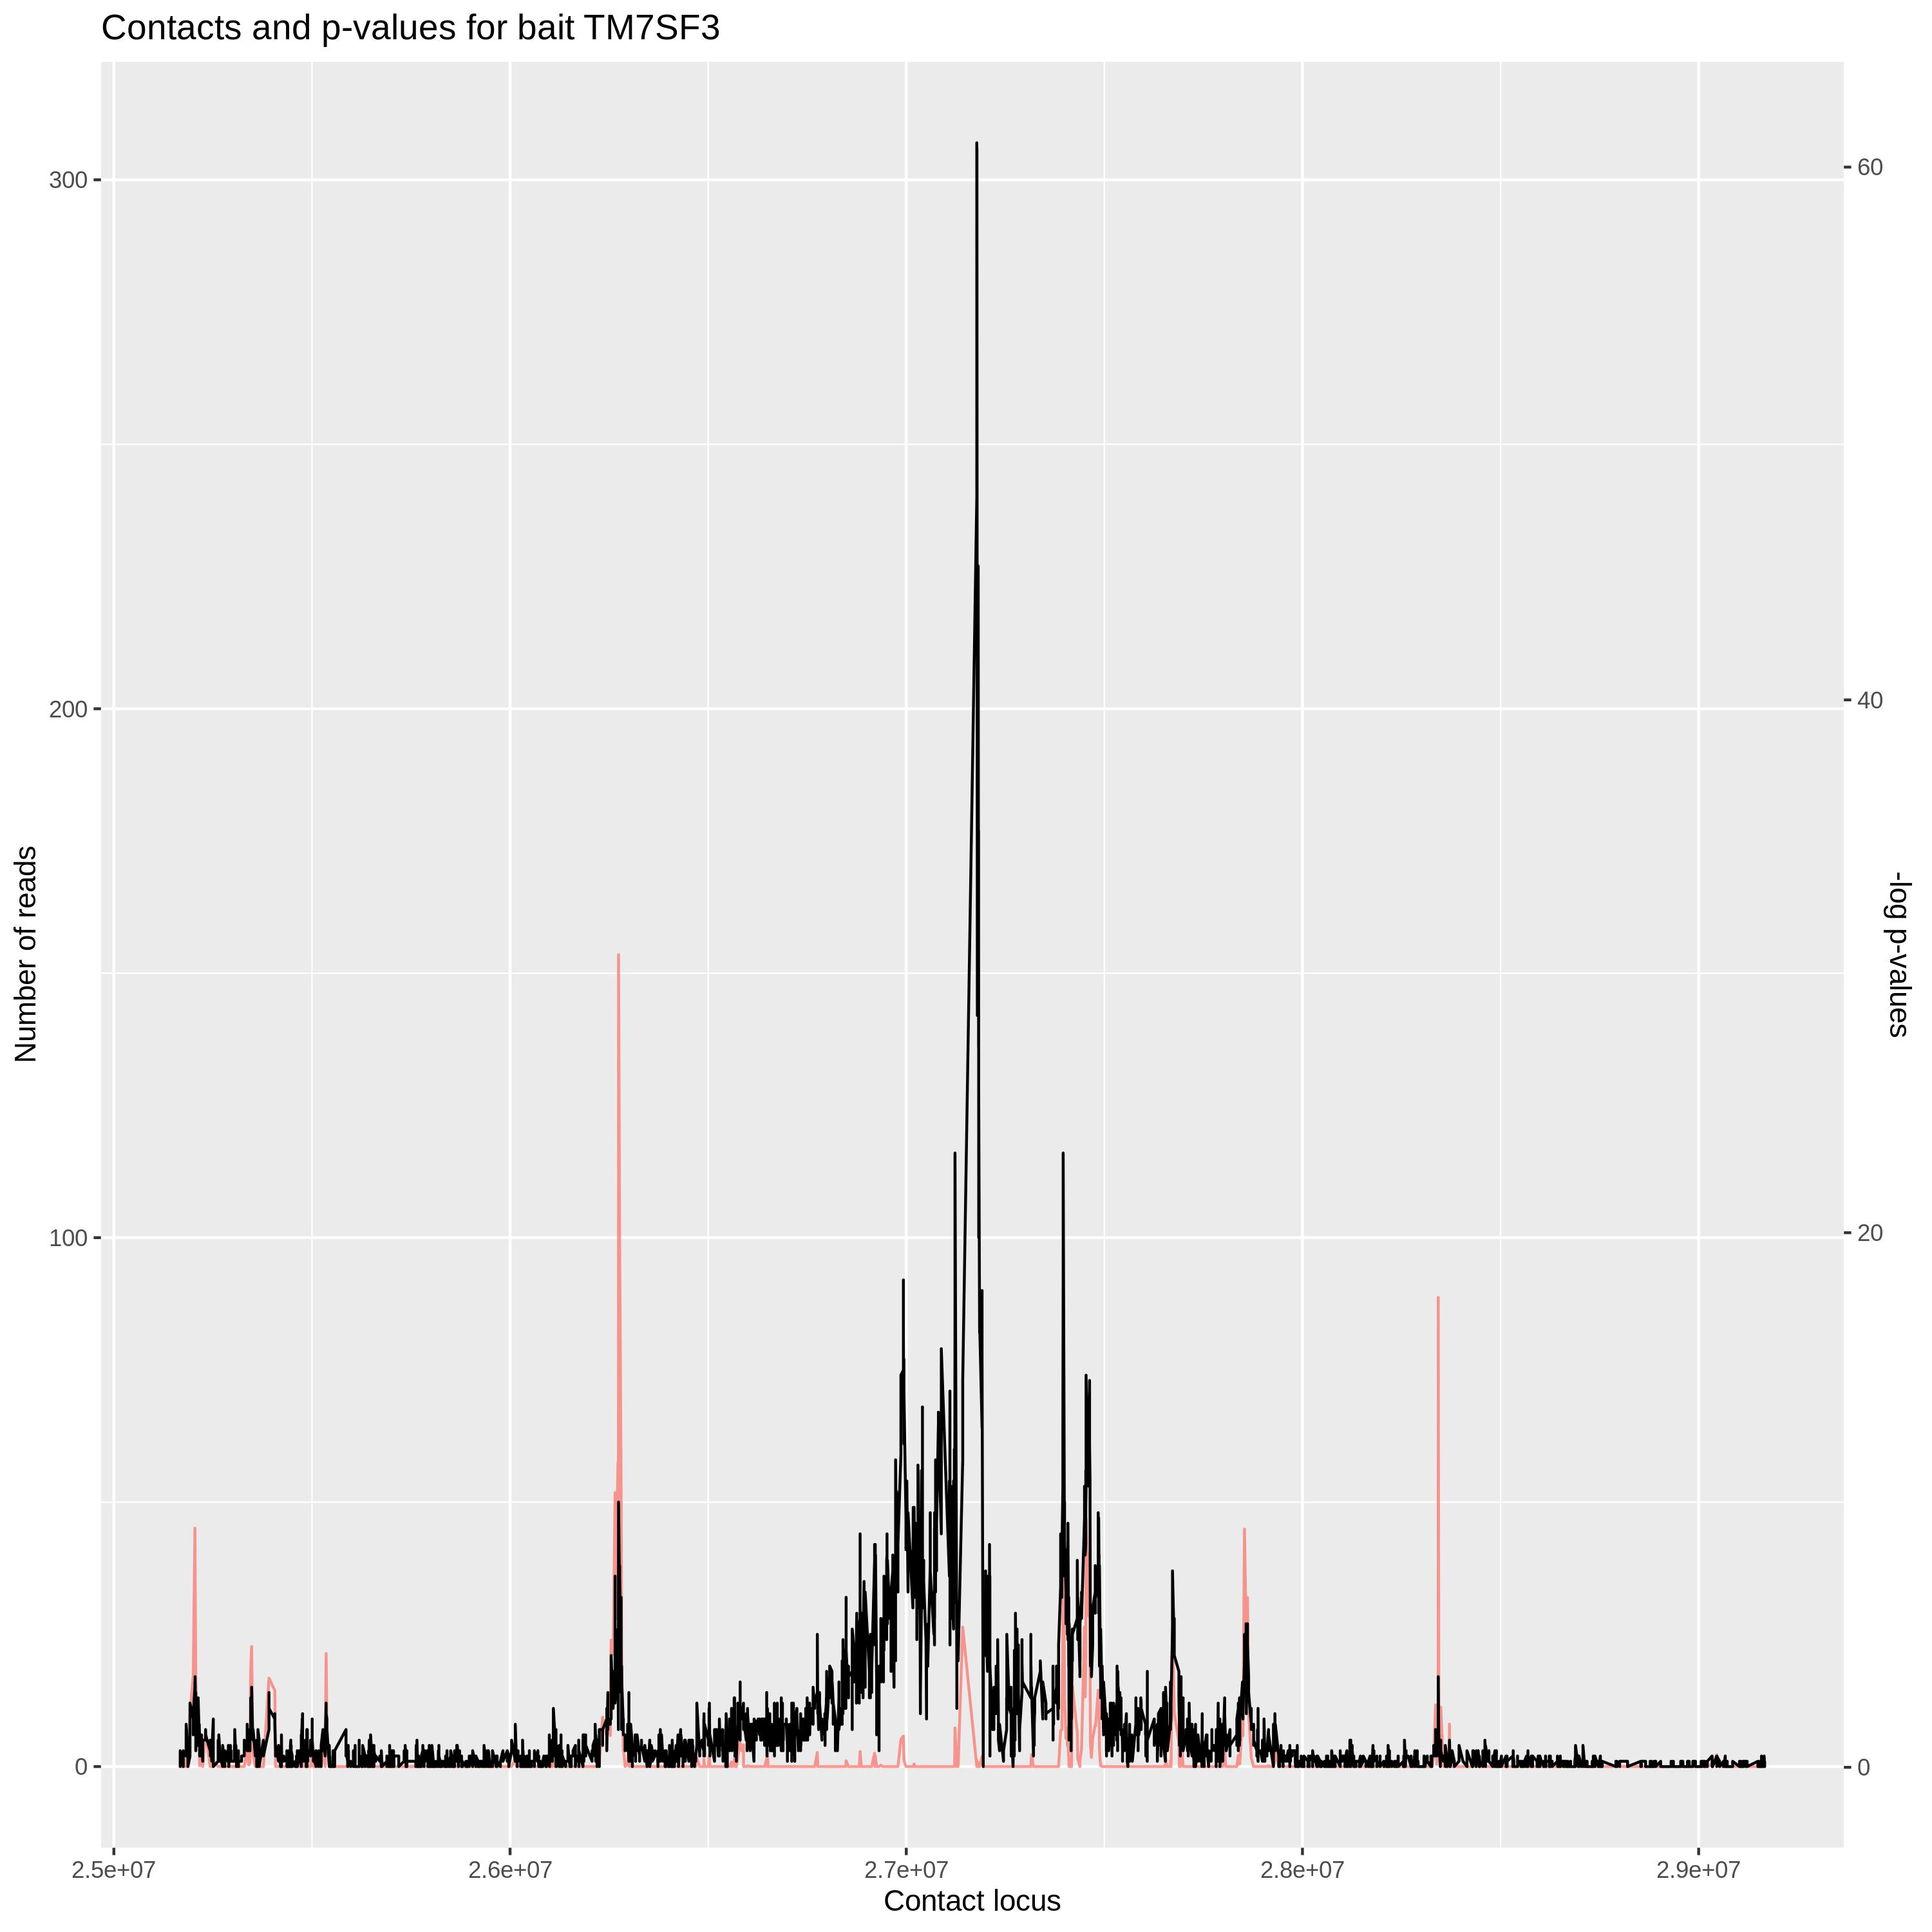 Contacts and p-values for bait TM7SF3
300
200
100
0
60
40
20
0
Number of reads
-log p-values
2.5e+07 2.6e+07 2.7e+07 2.8e+07 2.9e+07
Contact locus